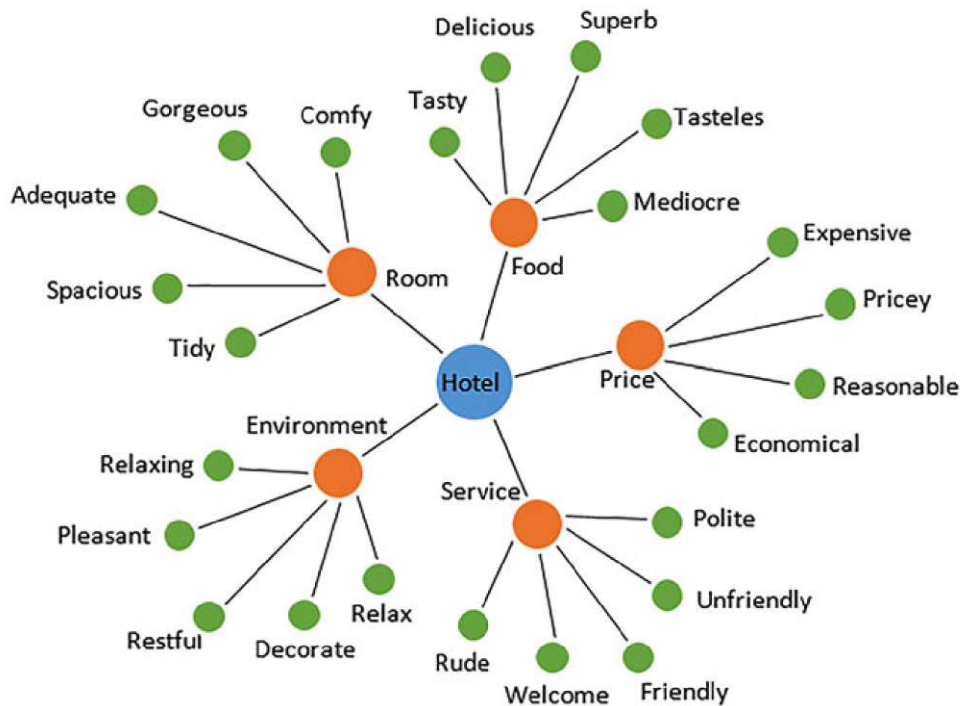 Delicious
Superb
Gorgeous
Comfy
Tasty
Tasteles
Adequate
Mediocre
Room
Food
Expensive
Spacious
Pricey
Tidy
Hotel
Price
Reasonable
Environment
Economical
Relaxing
Service
Polite
Pleasant
Unfriendly
Restful
Decorate
Relax
Rude
Welcome
Friendly